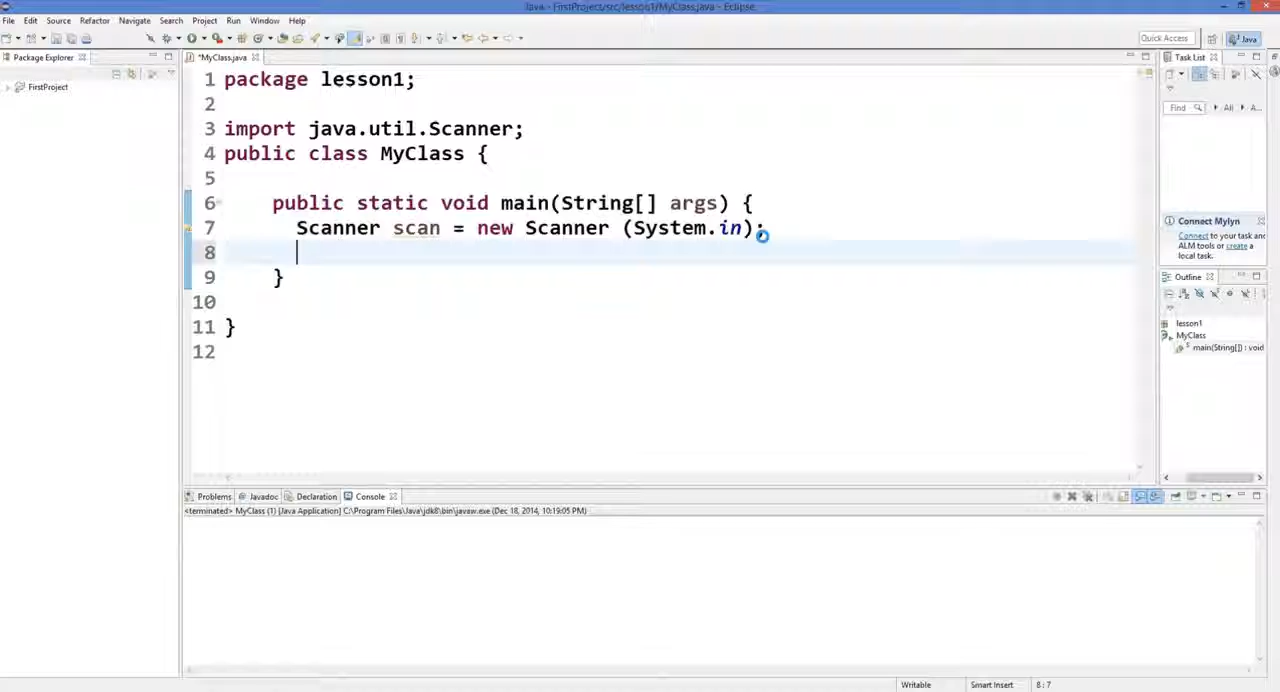 Java - FirstProject/src/lesson1/MyClass.java - Eclipse
File Edit Source Refactor Navigate Search Project Run Window Help
Quick Access Java
Package Explorer
*MyClass.java
Task List
FirstProject
Find All A...
1 package lesson1;
2
3 import java.util.Scanner;
4 public class MyClass {
5
6 public static void main(String[] args) {
7 Scanner scan = new Scanner (System.in);
8
9 }
10
11 }
12
Connect Mylyn
Connect to your task and
ALM tools or create a
local task.
Outline
lesson1
MyClass
main(String[]) : void
Problems Javadoc Declaration Console
<terminated> MyClass (1) [Java Application] C:\Program Files\Java\jdk8\bin\javaw.exe (Dec 18, 2014, 10:19:05 PM)
Writable Smart Insert 8 : 7